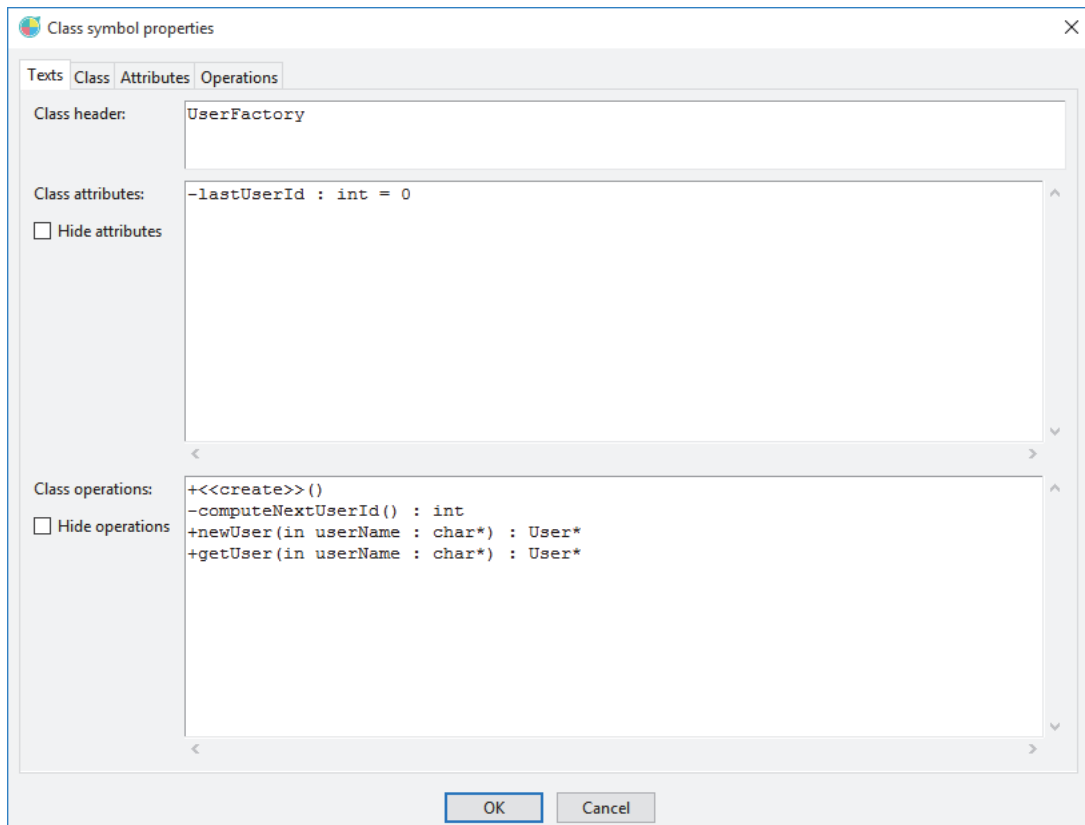 Class symbol properties
Texts Class Attributes Operations
Class header:
UserFactory
Class attributes:
-lastUserId : int = 0
Hide attributes
Class operations:
+<<create>>()
-computeNextUserId() : int
Hide operations
+newUser(in userName : char*) : User*
+getUser(in userName : char*) : User*
OK Cancel